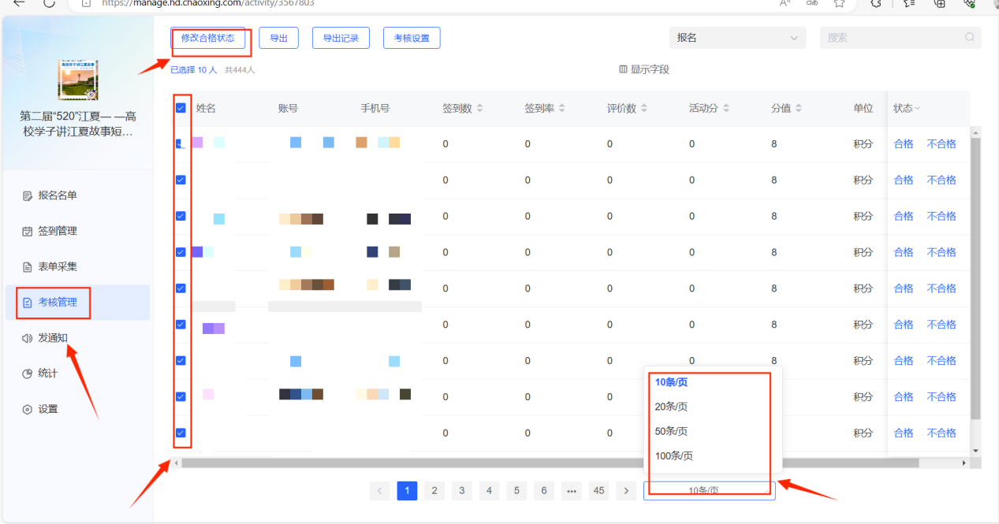 https://manage.hd.chaoxing.com/activity/3567803
修改合格状态 导出 导出记录 考核设置 报名 搜索
已选择 10 人 共444人 显示字段
第二届“520”江夏— —高
校学子讲江夏故事短…
报名名单
签到管理
表单采集
考核管理
发通知
统计
设置
姓名 账号 手机号 签到数 签到率 评价数 活动分 分值 单位 状态
0 0 0 0 8 积分 合格 不合格
0 0 0 0 8 积分 合格 不合格
0 0 0 0 8 积分 合格 不合格
0 0 0 0 8 积分 合格 不合格
0 0 0 0 8 积分 合格 不合格
0 0 0 0 8 积分 合格 不合格
0 0 0 0 8 积分 合格 不合格
0 0 0 积分 合格 不合格
0 0 0 积分 合格 不合格
10条/页
20条/页
50条/页
100条/页
1 2 3 4 5 6 ••• 45 10条/页